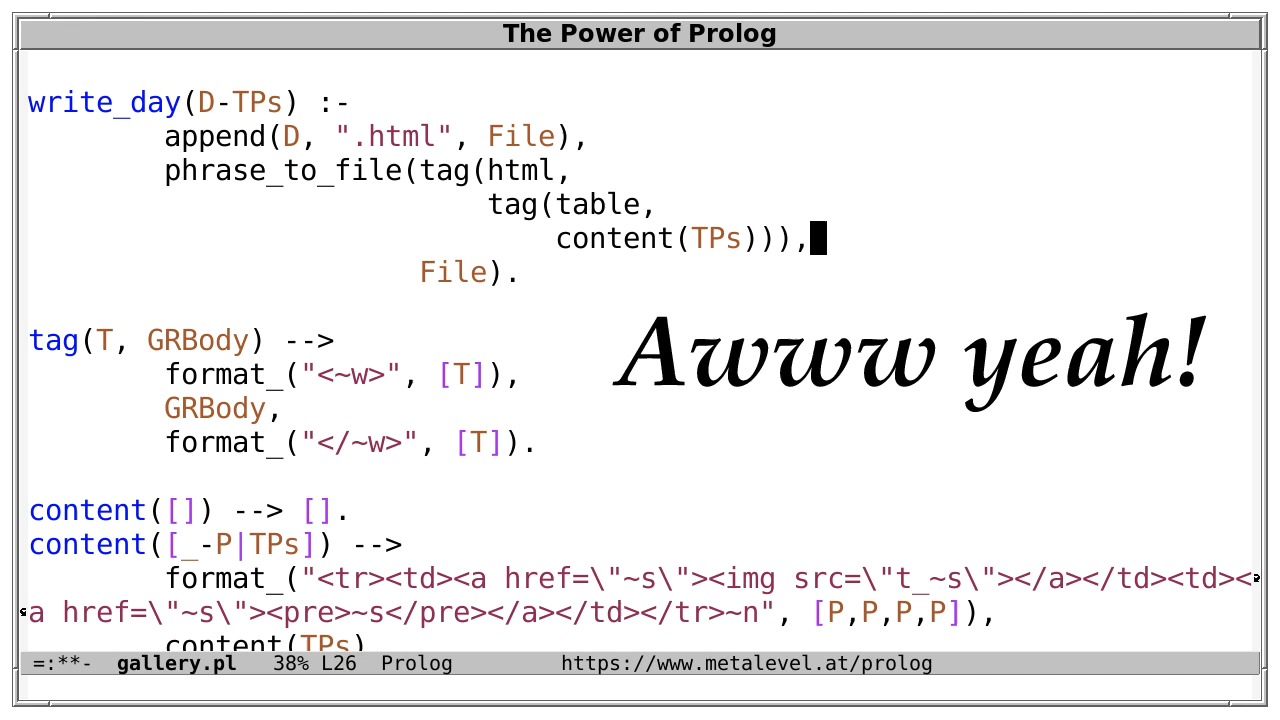 The Power of Prolog
write_day(D-TPs) :-
        append(D, ".html", File),
        phrase_to_file(tag(html,
                           tag(table,
                               content(TPs))),
                       File).
tag(T, GRBody) -->
        format_("<~w>", [T]),
        GRBody,
        format_("</~w>", [T]).
Awww yeah!
content([]) --> [].
content([_-P|TPs]) -->
        format_("<tr><td><a href=\"~s\"><img src=\"t_~s\"></a></td><td><
a href=\"~s\"><pre>~s</pre></a></td></tr>~n", [P,P,P,P]),
        content(TPs)
=:**-  gallery.pl   38% L26  Prolog         https://www.metalevel.at/prolog